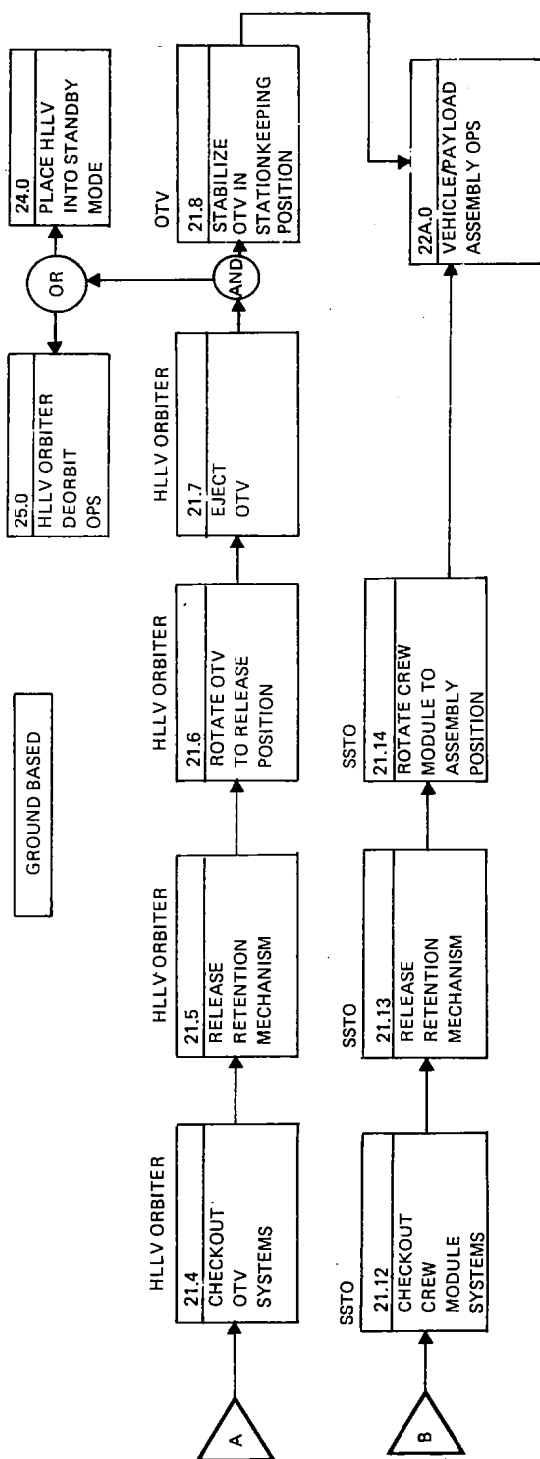 GROUND BASED
25.0
HLLV ORBITER
DEORBIT
OPS
OR
24.0
PLACE HLLV
INTO STANDBY
MODE
A
HLLV ORBITER
21.4
CHECKOUT
OTV
SYSTEMS
HLLV ORBITER
21.5
RELEASE
RETENTION
MECHANISM
HLLV ORBITER
21.6
ROTATE OTV
TO RELEASE
POSITION
HLLV ORBITER
21.7
EJECT
OTV
AND
OTV
21.8
STABILIZE
OTV IN
STATIONKEEPING
POSITION
B
SSTO
21.12
CHECKOUT
CREW
MODULE
SYSTEMS
SSTO
21.13
RELEASE
RETENTION
MECHANISM
SSTO
21.14
ROTATE CREW
MODULE TO
ASSEMBLY
POSITION
22A.0
VEHICLE/PAYLOAD
ASSEMBLY OPS